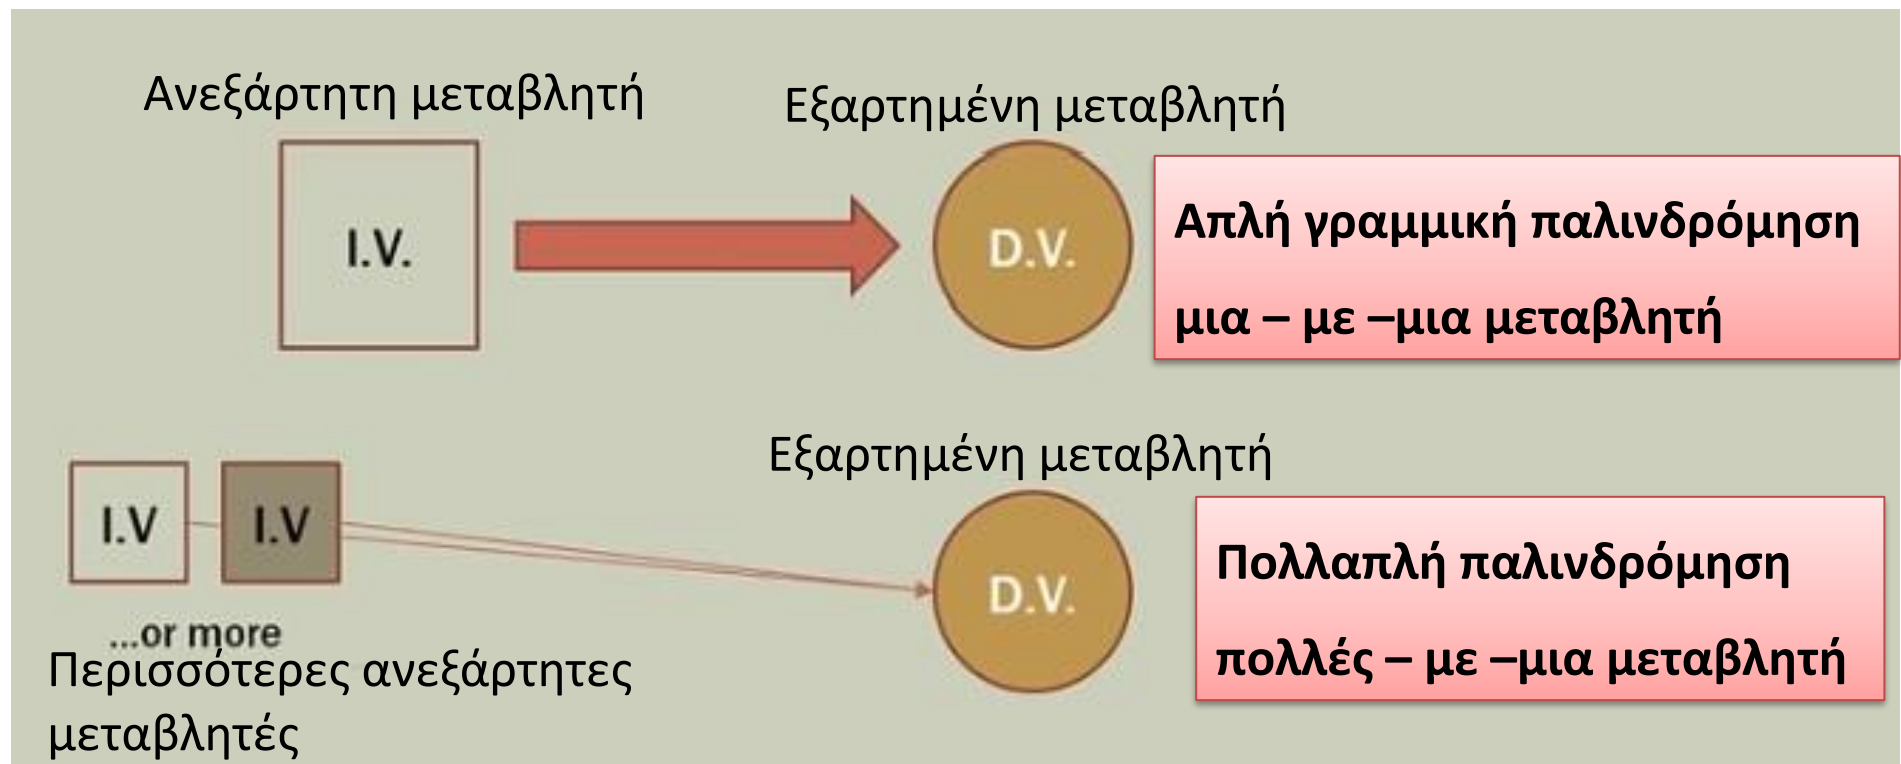 Ανεξάρτητη μεταβλητή
Εξαρτημένη μεταβλητή
I.V.
D.V.
Απλή γραμμική παλινδρόμηση
μια – με –μια μεταβλητή
Εξαρτημένη μεταβλητή
I.V
I.V
D.V.
...or more
Περισσότερες ανεξάρτητες
μεταβλητές
Πολλαπλή παλινδρόμηση
πολλές – με –μια μεταβλητή